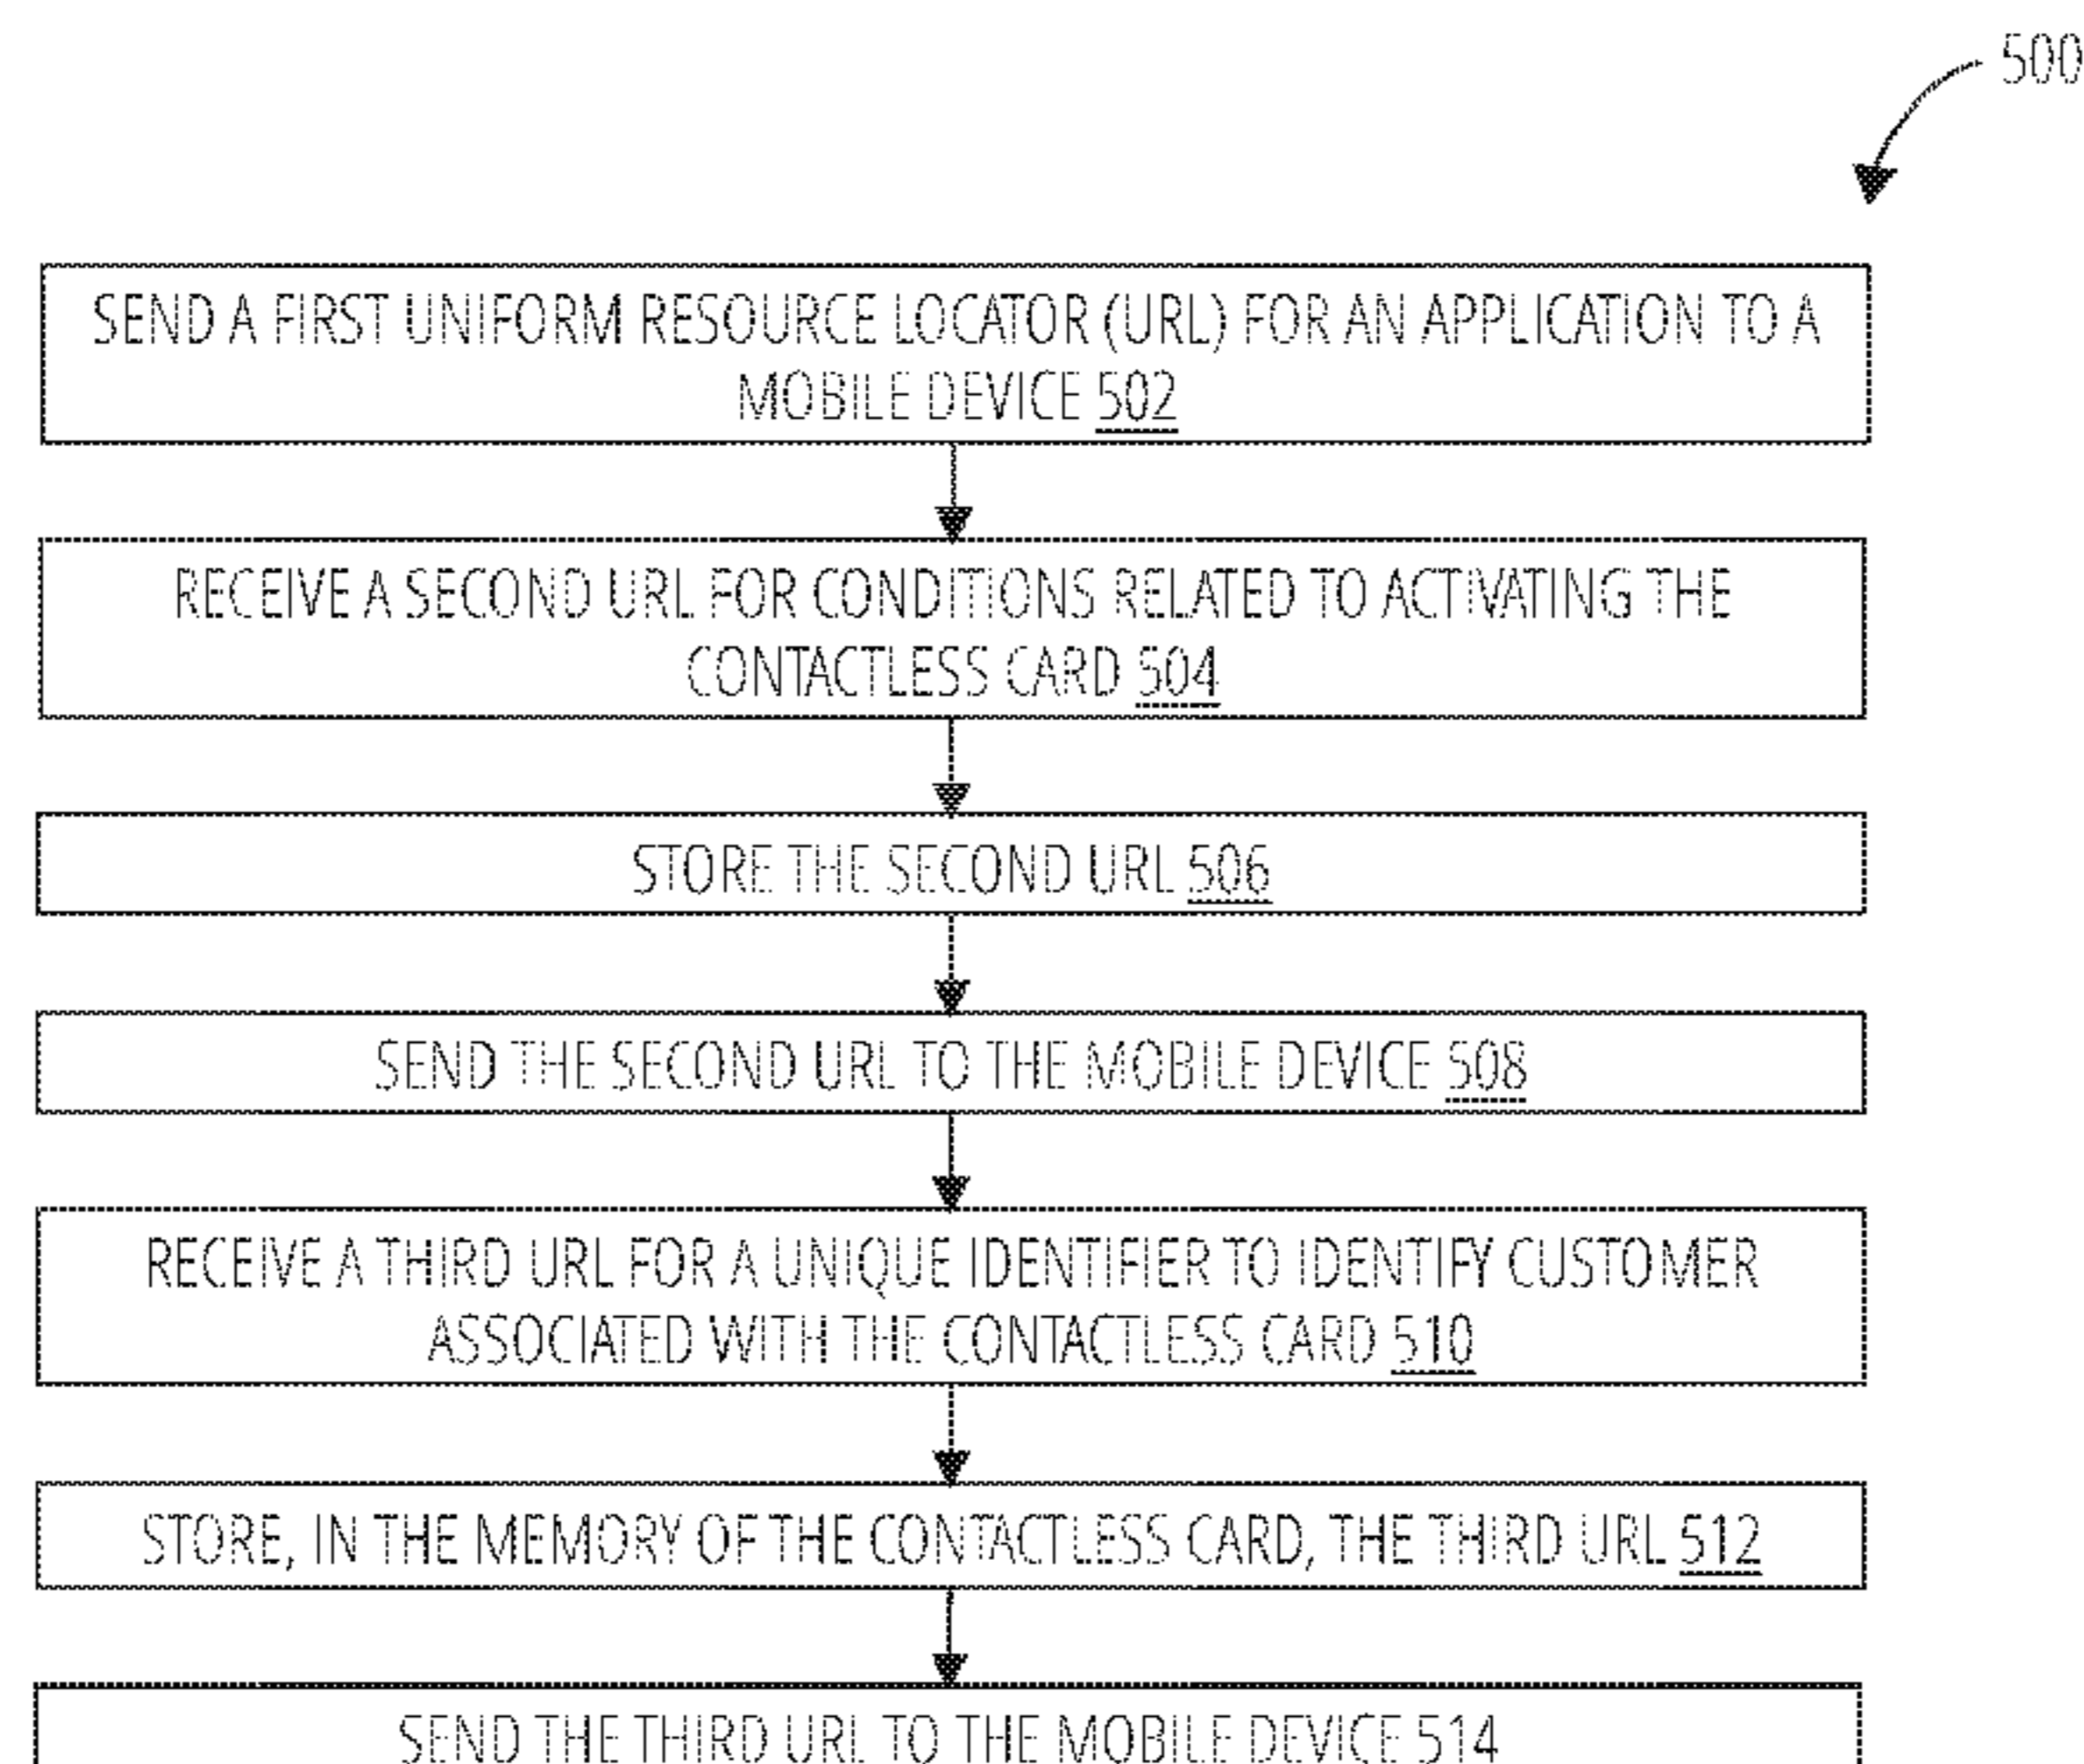 500
SEND A FIRST UNIFORM RESOURCE LOCATOR (URL) FOR AN APPLICATION TO A
MOBILE DEVICE 502
RECEIVE A SECOND URL FOR CONDITIONS RELATED TO ACTIVATING THE
CONTACTLESS CARD 504
STORE THE SECOND URL 506
SEND THE SECOND URL TO THE MOBILE DEVICE 508
RECEIVE A THIRD URL FOR A UNIQUE IDENTIFIER TO IDENTIFY CUSTOMER
ASSOCIATED WITH THE CONTACTLESS CARD 510
STORE, IN THE MEMORY OF THE CONTACTLESS CARD, THE THIRD URL 512
SEND THE THIRD URL TO THE MOBILE DEVICE 514